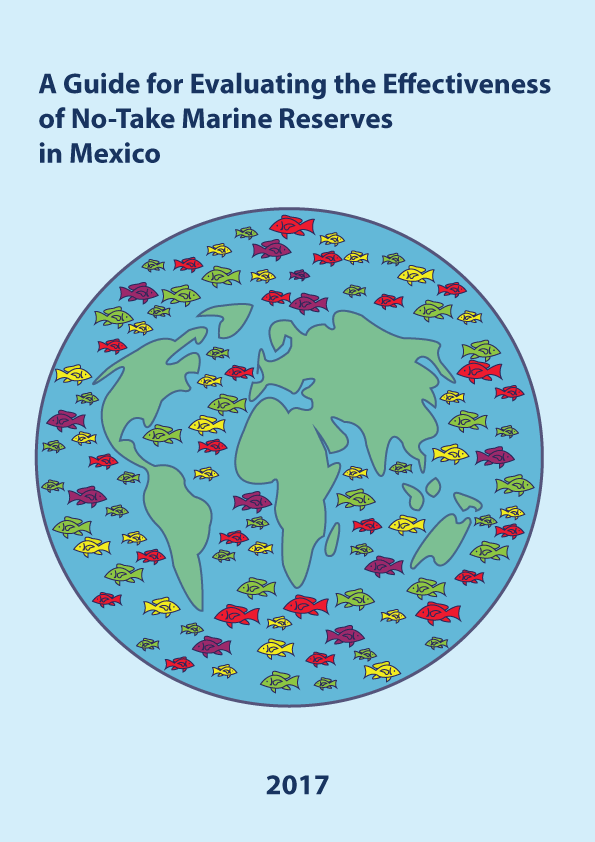 A Guide for Evaluating the Effectiveness
of No-Take Marine Reserves
in Mexico
2017